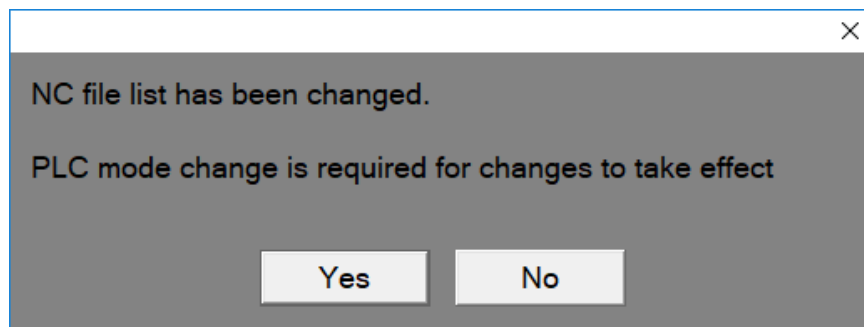 NC file list has been changed.
PLC mode change is required for changes to take effect
Yes No